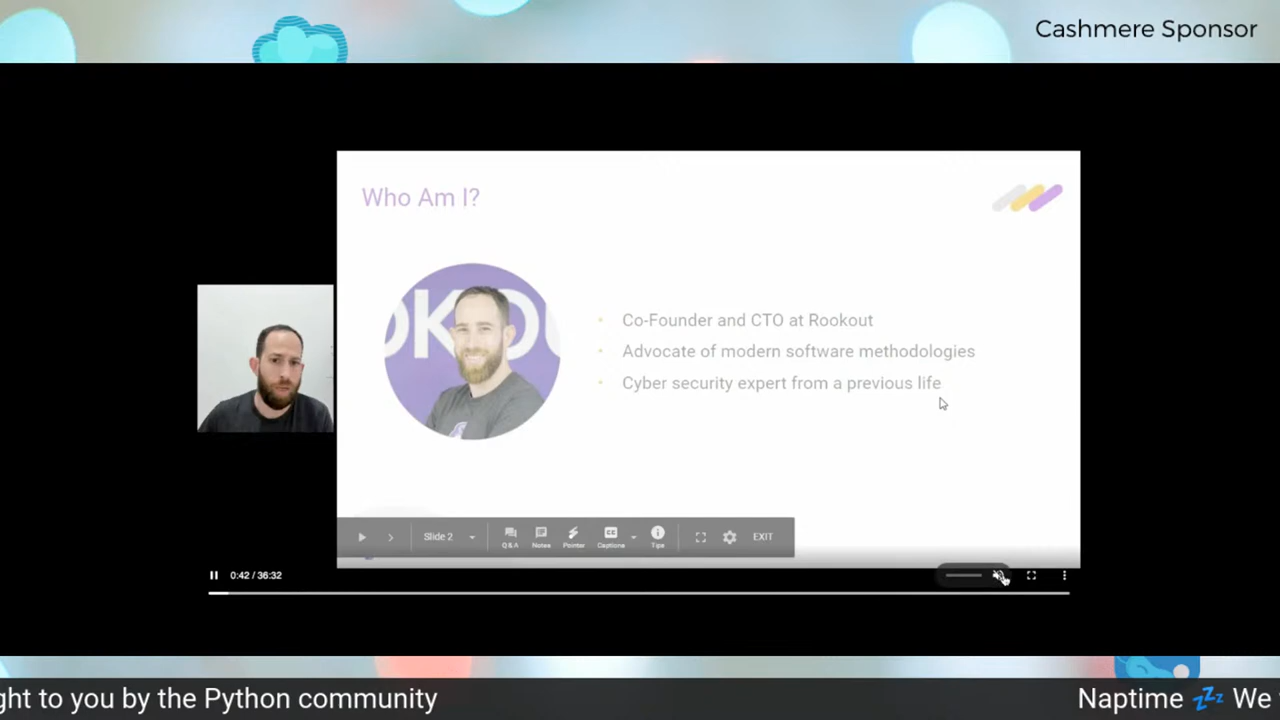 Cashmere Sponsor
Who Am I?
OKOU
Co-Founder and CTO at Rookout
Advocate of modern software methodologies
Cyber security expert from a previous life
Slide 2
Q&A
Notes
Pointer
Captions
Tips
EXIT
0:42 / 36:32
ght to you by the Python community
Naptime 💤 We